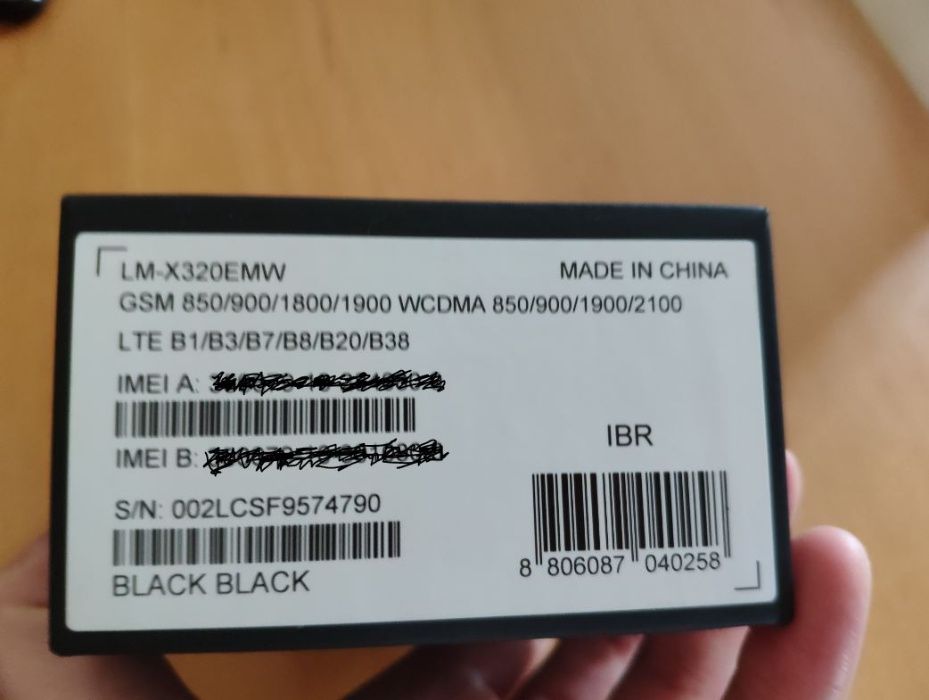 LM-X320EMW MADE IN CHINA
GSM 850/900/1800/1900 WCDMA 850/900/1900/2100
LTE B1/B3/B7/B8/B20/B38
IMEI A:
IMEI B:
IBR
S/N: 002LCSF9574790
8 806087 040258
BLACK BLACK